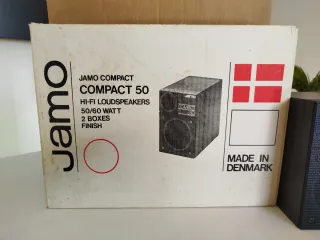 Jamo
JAMO COMPACT
COMPACT 50
HI-FI LOUDSPEAKERS
50/60 WATT
2 BOXES
FINISH
MADE IN
DENMARK